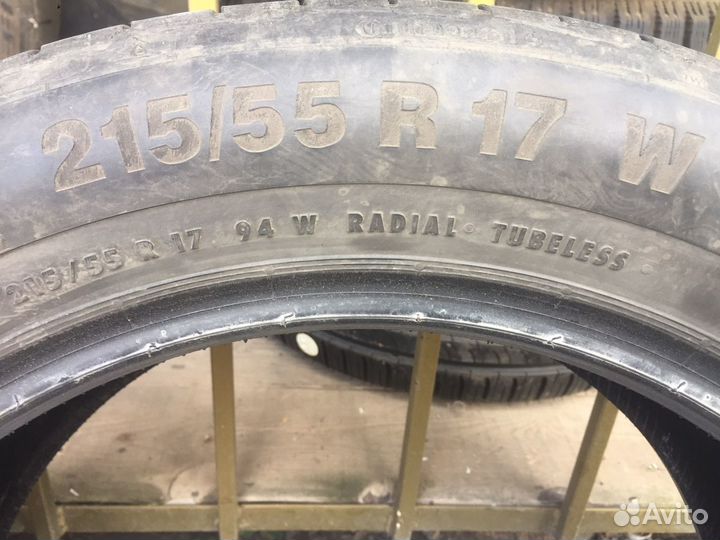 215/55 R 17 W
215/55 R 17 94 W RADIAL TUBELESS
Avito